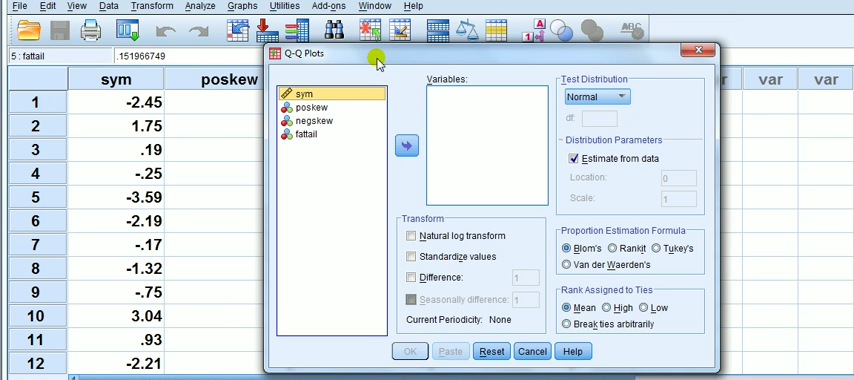 File Edit View Data Transform Analyze Graphs Utilities Add-ons Window Help
A
1
ABC
5 : fattail .151966749
Q-Q Plots
sym poskew r var var
1 -2.45
2 1.75
3 .19
4 -.25
5 -3.59
6 -2.19
7 -.17
8 -1.32
9 -.75
10 3.04
11 .93
12 -2.21
sym
poskew
negskew
fattail
Variables:
Transform
Natural log transform
Standardize values
Difference: 1
Seasonally difference: 1
Current Periodicity: None
Test Distribution
Normal
df:
Distribution Parameters
Estimate from data
Location: 0
Scale: 1
Proportion Estimation Formula
Blom's Rankit Tukey's
Van der Waerden's
Rank Assigned to Ties
Mean High Low
Break ties arbitrarily
OK Paste Reset Cancel Help